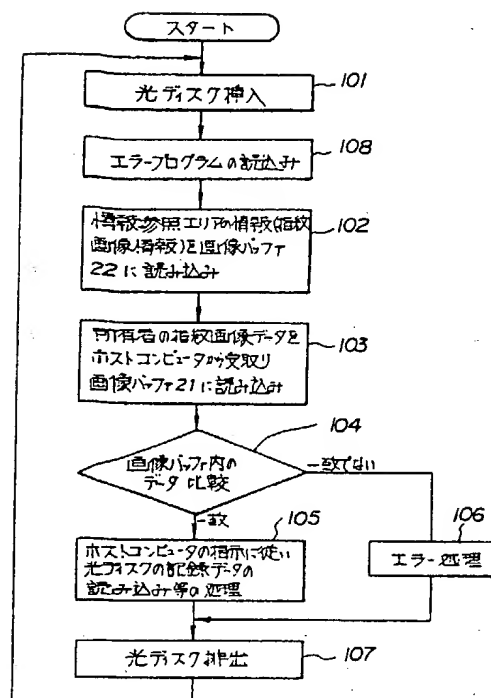 スタート
光ディスク挿入
101
エラープログラムの読込み
108
情報参照エリアの情報(指紋
画像情報)を画像バッファ
22に読み込み
102
所有者の指紋画像データを
ホストコンピュータから受取り
画像バッファ21に読み込み
103
104
画像バッファ内の
データ比較
一致でない
一致
105
106
ホストコンピュータの指示に従い
光ディスクの記録データの
読み込み等の処理
エラー処理
光ディスク排出
107